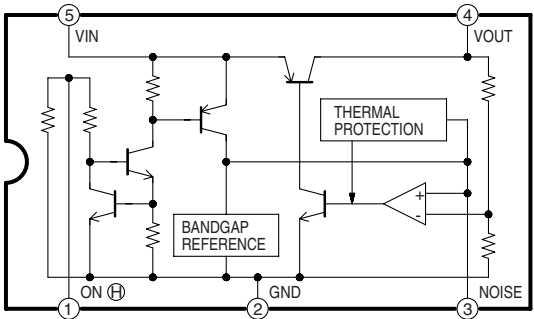 5
4
VIN
VOUT
THERMAL
PROTECTION
+
-
BANDGAP
REFERENCE
ON Ⓗ
GND
NOISE
1
2
3